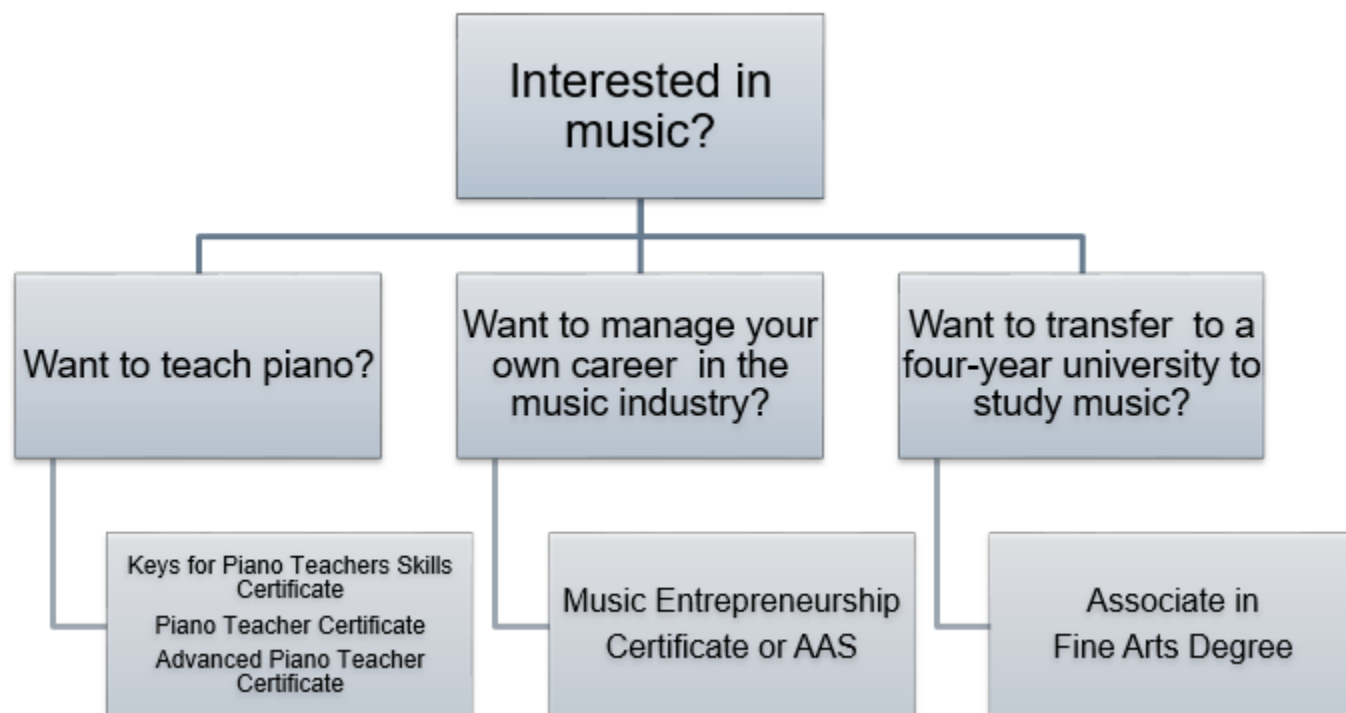 Interested in
music?
Want to teach piano?
Want to manage your
own career in the
music industry?
Want to transfer to a
four-year university to
study music?
Keys for Piano Teachers Skills
Certificate
Piano Teacher Certificate
Advanced Piano Teacher
Certificate
Music Entrepreneurship
Certificate or AAS
Associate in
Fine Arts Degree